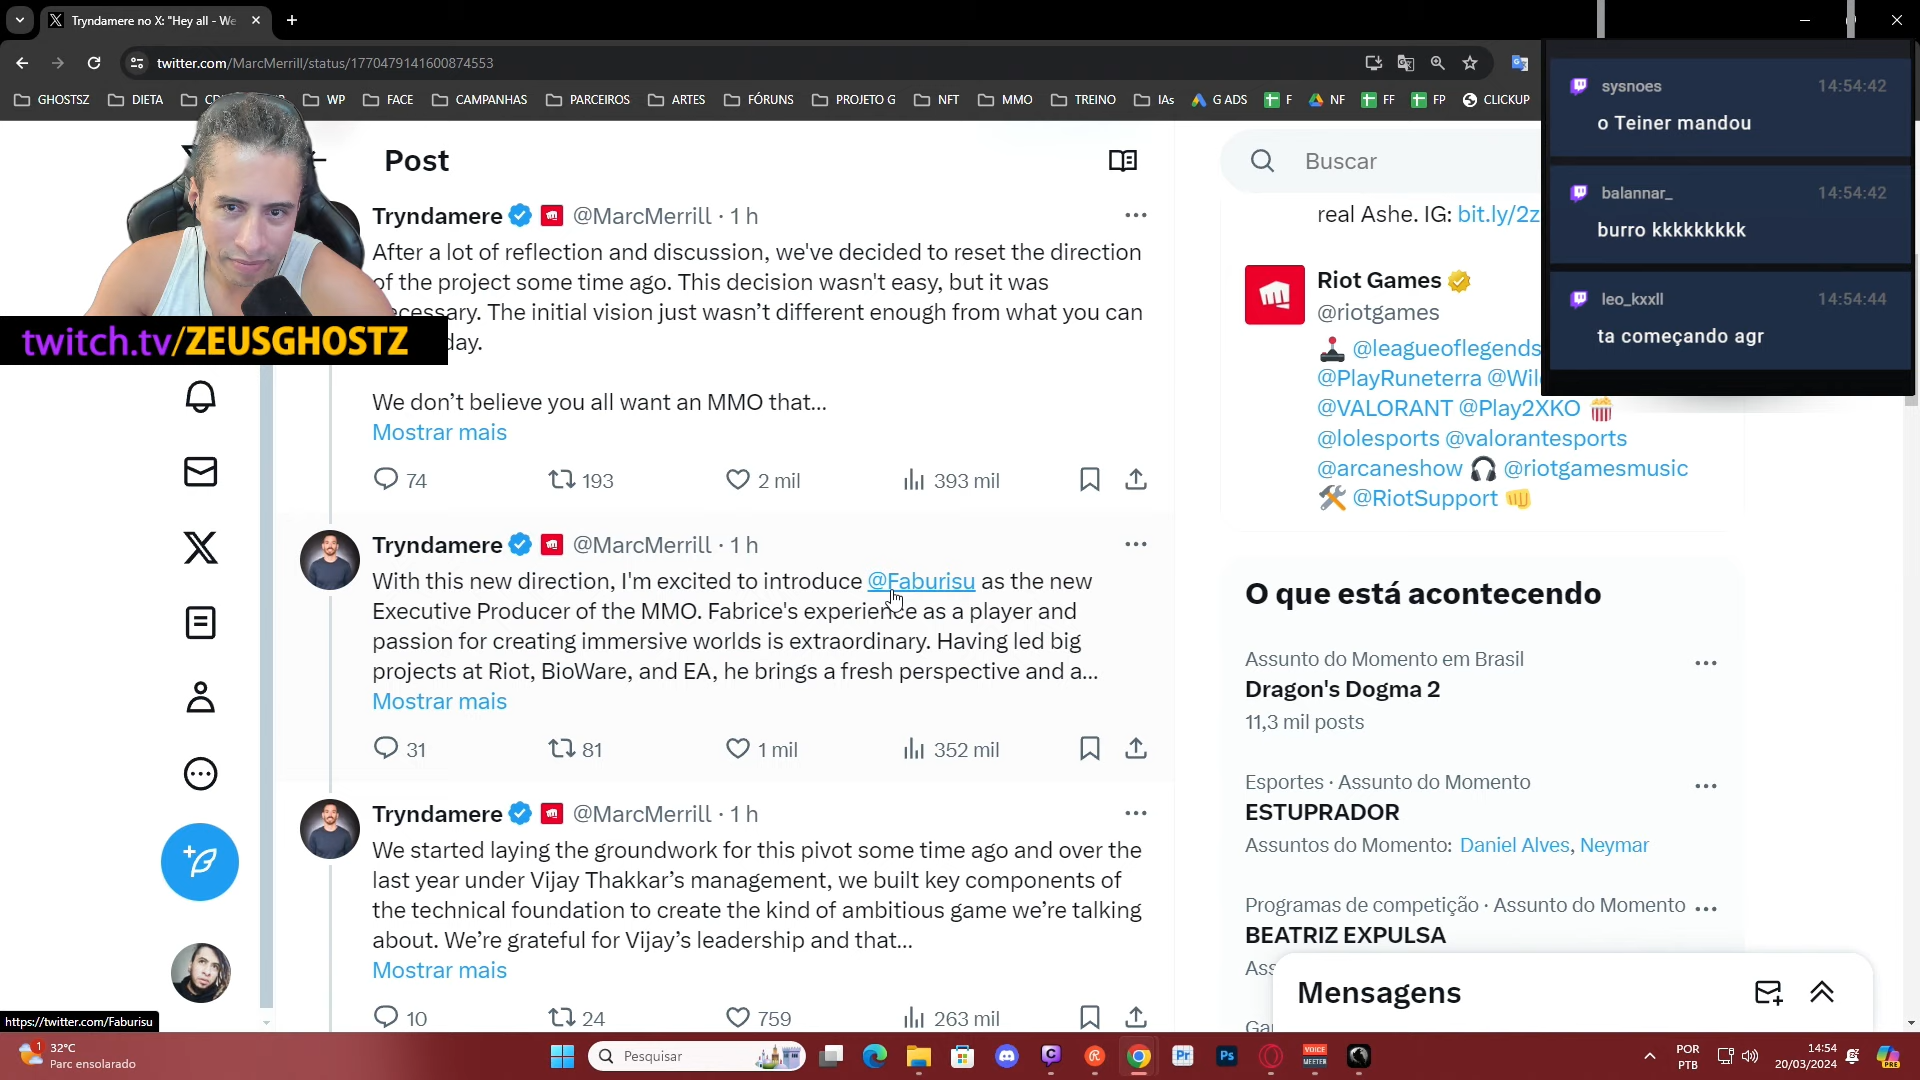 Tryndamere no X: "Hey all - We
twitter.com/MarcMerrill/status/1770479141600874553
GHOSTSZ
DIETA
WP
FACE
CAMPANHAS
PARCEIROS
ARTES
FÓRUNS
PROJETO G
NFT
MMO
TREINO
IAs
G ADS
F
NF
FF
FP
CLICKUP
sysnoes 14:54:42
o Teiner mandou
balannar_ 14:54:42
burro kkkkkkkkk
leo_kxxll 14:54:44
ta começando agr
twitch.tv/ZEUSGHOSTZ
Post
Tryndamere @MarcMerrill · 1 h
After a lot of reflection and discussion, we've decided to reset the direction
of the project some time ago. This decision wasn't easy, but it was
necessary. The initial vision just wasn't different enough from what you can
day.
We don't believe you all want an MMO that...
Mostrar mais
74 193 2 mil 393 mil
Tryndamere @MarcMerrill · 1 h
With this new direction, I'm excited to introduce @Faburisu as the new
Executive Producer of the MMO. Fabrice's experience as a player and
passion for creating immersive worlds is extraordinary. Having led big
projects at Riot, BioWare, and EA, he brings a fresh perspective and a...
Mostrar mais
31 81 1 mil 352 mil
Tryndamere @MarcMerrill · 1 h
We started laying the groundwork for this pivot some time ago and over the
last year under Vijay Thakkar's management, we built key components of
the technical foundation to create the kind of ambitious game we're talking
about. We're grateful for Vijay's leadership and that...
Mostrar mais
10 24 759 263 mil
Buscar
real Ashe. IG: bit.ly/2z
Riot Games
@riotgames
@leagueoflegends
@PlayRuneterra @Wil
@VALORANT @Play2XKO
@lolesports @valorantesports
@arcaneshow @riotgamesmusic
@RiotSupport
O que está acontecendo
Assunto do Momento em Brasil
Dragon's Dogma 2
11,3 mil posts
Esportes · Assunto do Momento
ESTUPRADOR
Assuntos do Momento: Daniel Alves, Neymar
Programas de competição · Assunto do Momento
BEATRIZ EXPULSA
Ass
Mensagens
https://twitter.com/Faburisu
1
32°C
Parc ensolarado
Pesquisar
Pr
Ps
VOICE
MEETER
POR
PTB
14:54
20/03/2024
PRE